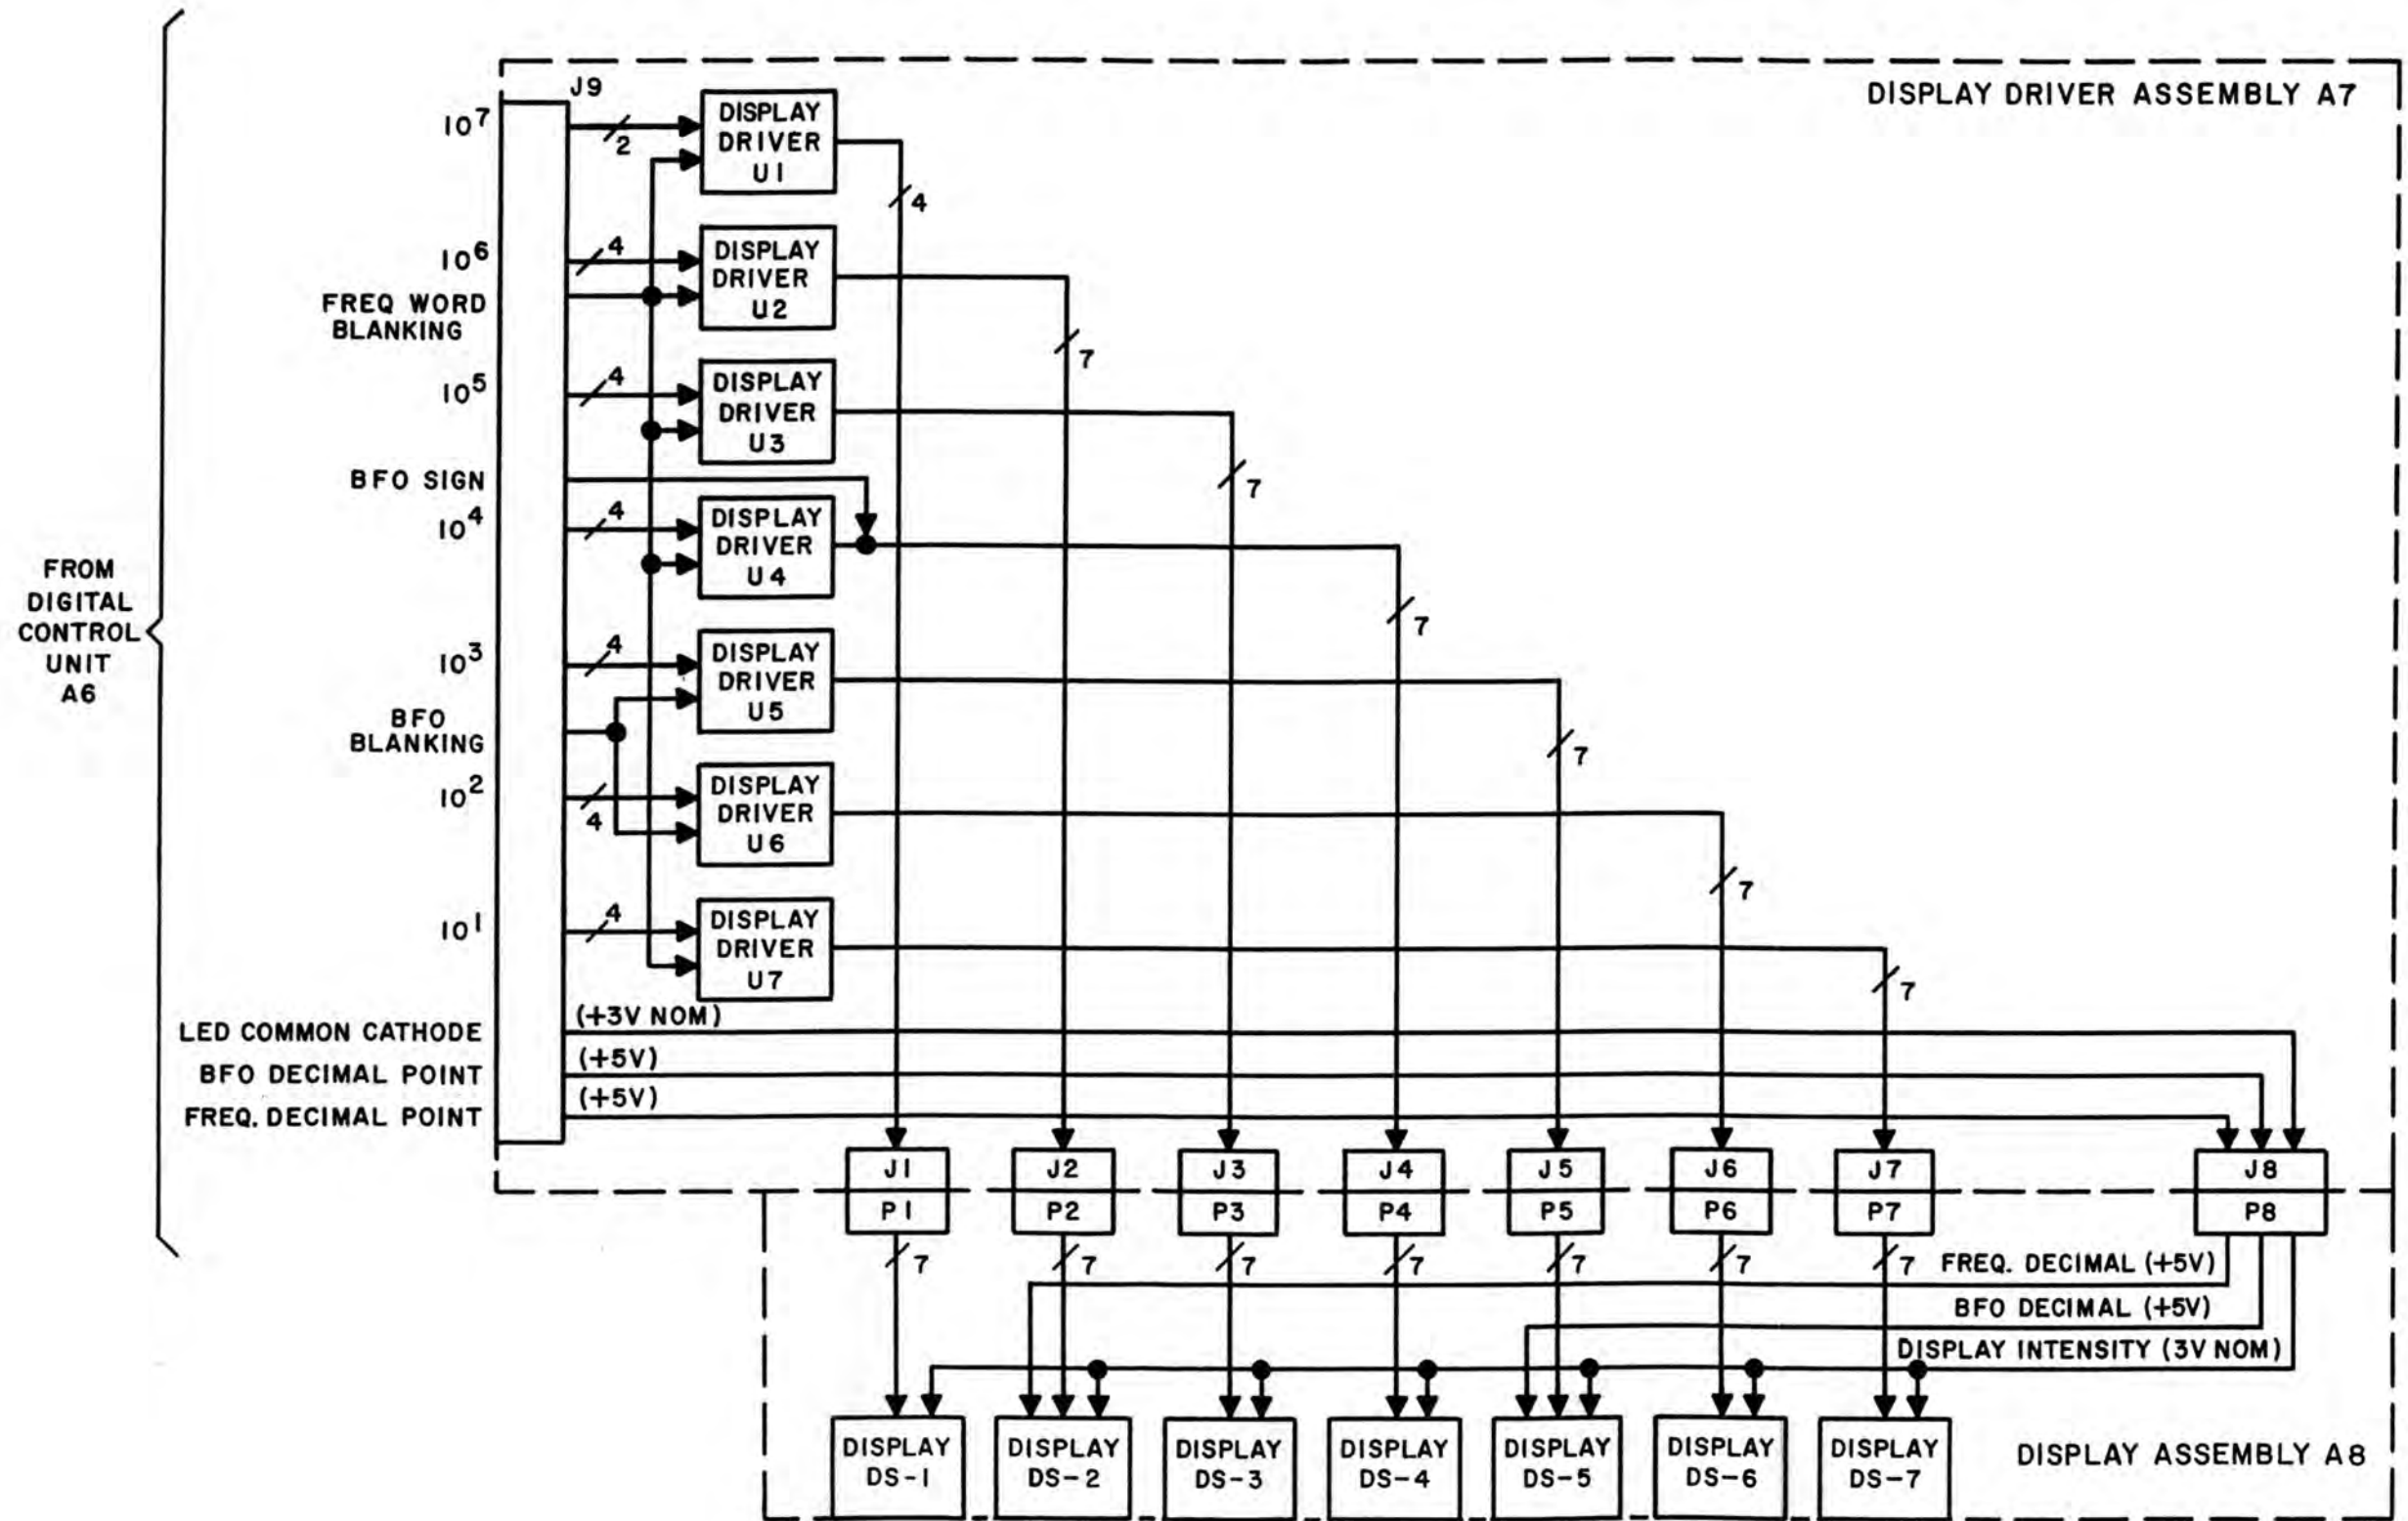 DISPLAY DRIVER ASSEMBLY A7
J9
10⁷
2
DISPLAY
DRIVER
U1
4
10⁶
4
DISPLAY
DRIVER
U2
7
FREQ WORD
BLANKING
10⁵
4
DISPLAY
DRIVER
U3
7
BFO SIGN
10⁴
4
DISPLAY
DRIVER
U4
7
FROM
DIGITAL
CONTROL
UNIT
A6
10³
4
DISPLAY
DRIVER
U5
7
BFO
BLANKING
10²
4
DISPLAY
DRIVER
U6
7
10¹
4
DISPLAY
DRIVER
U7
7
LED COMMON CATHODE
(+3V NOM)
BFO DECIMAL POINT
(+5V)
FREQ. DECIMAL POINT
(+5V)
J1
J2
J3
J4
J5
J6
J7
J8
P1
P2
P3
P4
P5
P6
P7
P8
7
7
7
7
7
7
7
FREQ. DECIMAL (+5V)
BFO DECIMAL (+5V)
DISPLAY INTENSITY (3V NOM)
DISPLAY
DS-1
DISPLAY
DS-2
DISPLAY
DS-3
DISPLAY
DS-4
DISPLAY
DS-5
DISPLAY
DS-6
DISPLAY
DS-7
DISPLAY ASSEMBLY A8